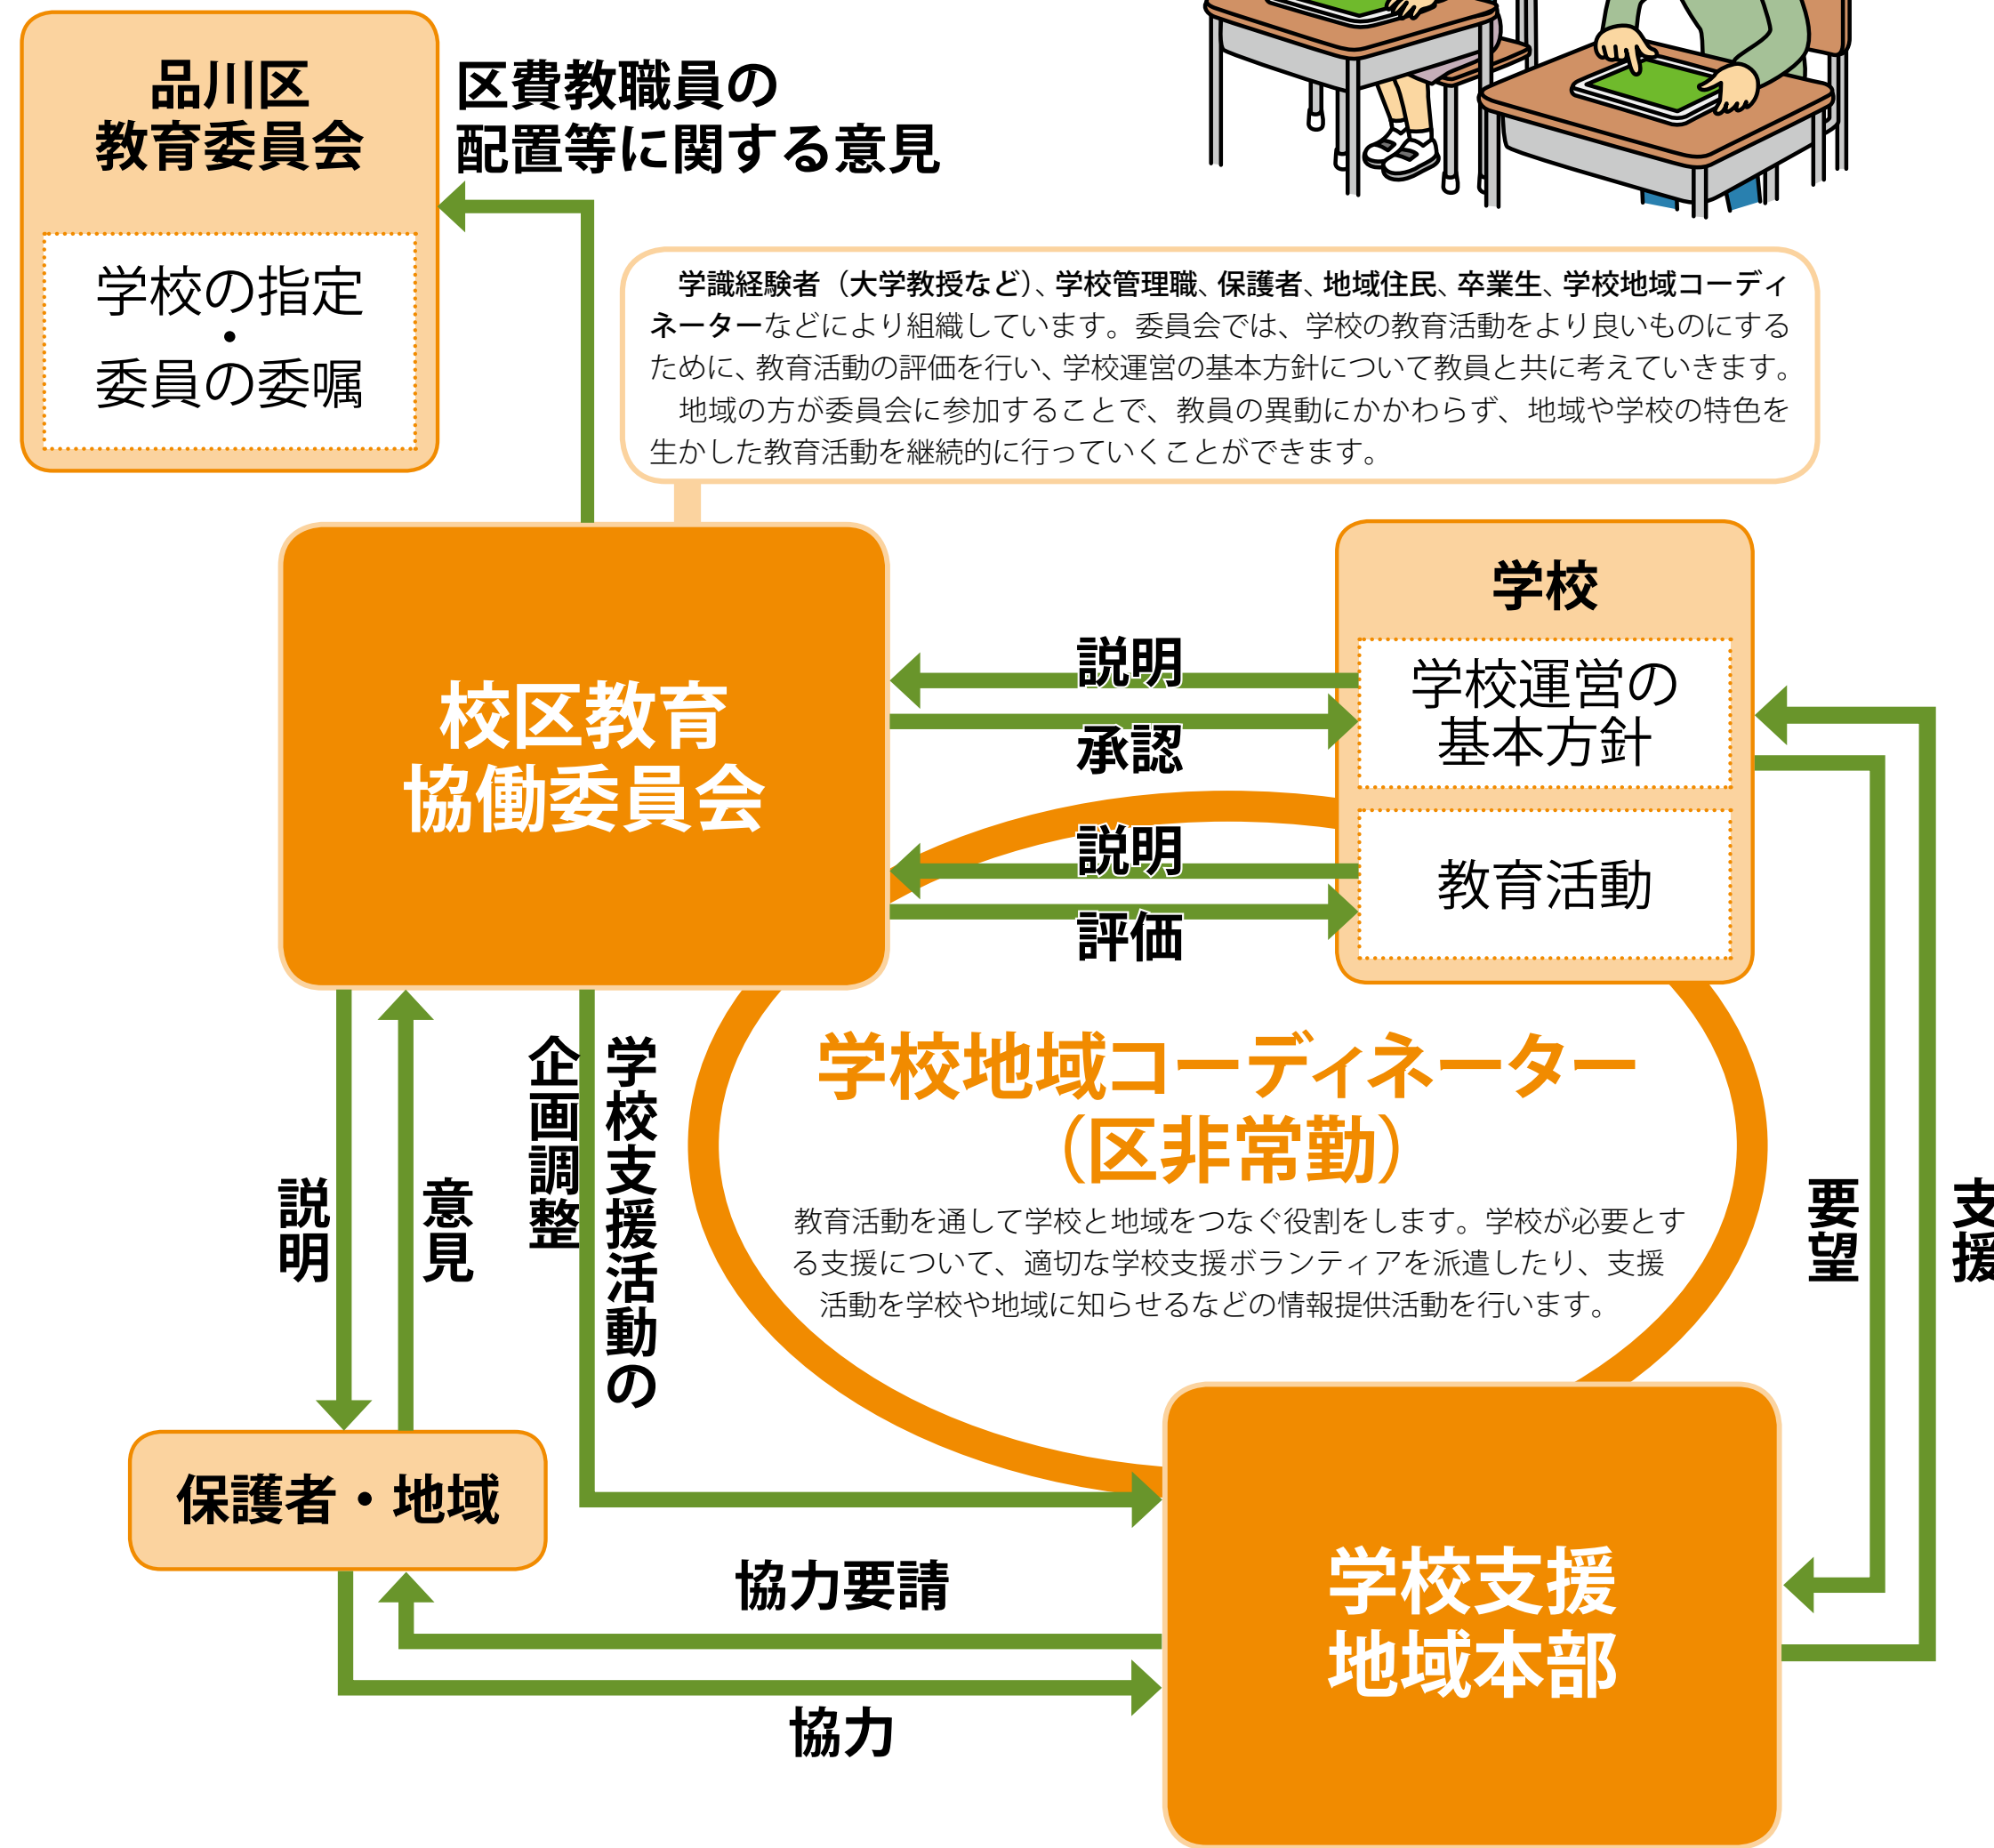 品川区
教育委員会
学校の指定
・
委員の委嘱
区費教職員の
配置等に関する意見
学識経験者（大学教授など）、学校管理職、保護者、地域住民、卒業生、学校地域コーディ
ネーターなどにより組織しています。委員会では、学校の教育活動をより良いものにする
ために、教育活動の評価を行い、学校運営の基本方針について教員と共に考えていきます。
地域の方が委員会に参加することで、教員の異動にかかわらず、地域や学校の特色を
生かした教育活動を継続的に行っていくことができます。
校区教育
協働委員会
説明
承認
説明
評価
学校
学校運営の
基本方針
教育活動
学校地域コーディネーター
（区非常勤）
教育活動を通して学校と地域をつなぐ役割をします。学校が必要とす
る支援について、適切な学校支援ボランティアを派遣したり、支援
活動を学校や地域に知らせるなどの情報提供活動を行います。
説明
意見
学校支援活動の
企画調整
要望
支援
保護者・地域
協力要請
協力
学校支援
地域本部